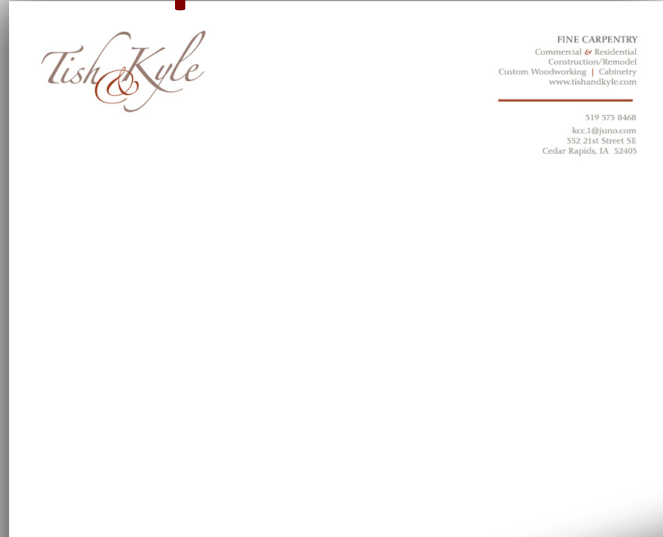 Tish & Kyle
FINE CARPENTRY
Commercial & Residential
Construction/Remodel
Custom Woodworking | Cabinetry
www.tishandkyle.com
319 573 8468
kcc.1@juno.com
352 21st Street SE
Cedar Rapids, IA 52403